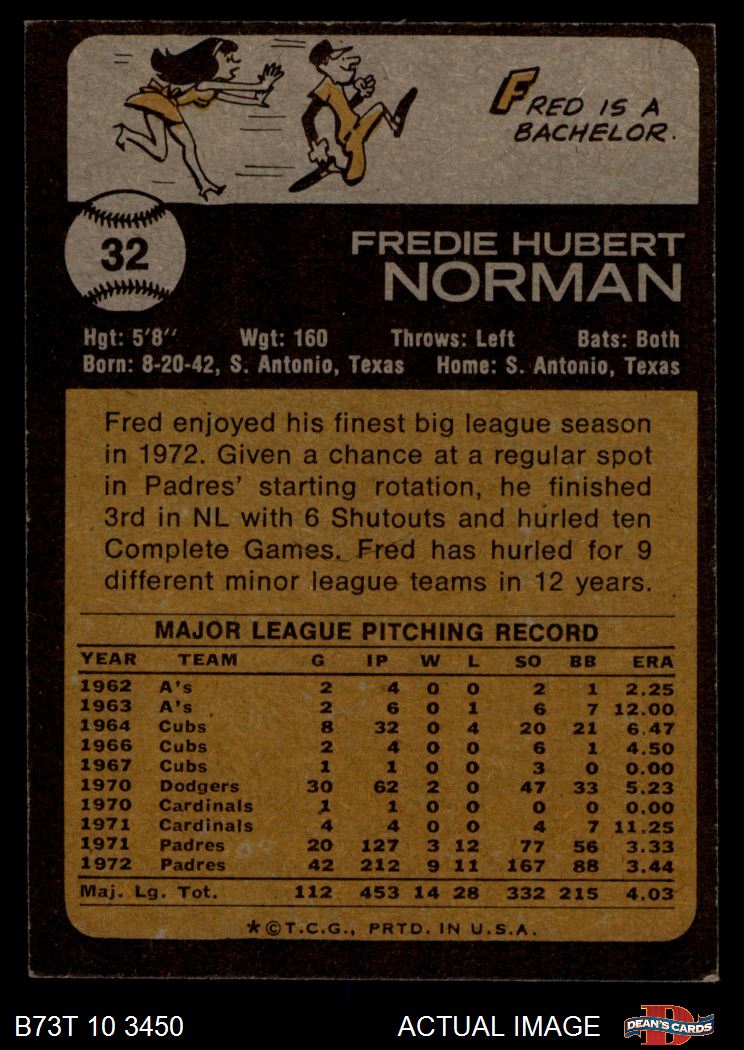 FRED IS A
BACHELOR.
32
FREDIE HUBERT
NORMAN
Hgt: 5'8" Wgt: 160 Throws: Left Bats: Both
Born: 8-20-42, S. Antonio, Texas Home: S. Antonio, Texas
Fred enjoyed his finest big league season
in 1972. Given a chance at a regular spot
in Padres' starting rotation, he finished
3rd in NL with 6 Shutouts and hurled ten
Complete Games. Fred has hurled for 9
different minor league teams in 12 years.
MAJOR LEAGUE PITCHING RECORD
YEAR TEAM G IP W L SO BB ERA
1962 A's 2 4 0 0 2 1 2.25
1963 A's 2 6 0 1 6 7 12.00
1964 Cubs 8 32 0 4 20 21 6.47
1966 Cubs 2 4 0 0 6 1 4.50
1967 Cubs 1 1 0 0 3 0 0.00
1970 Dodgers 30 62 2 0 47 33 5.23
1970 Cardinals 1 1 0 0 0 0 0.00
1971 Cardinals 4 4 0 0 4 7 11.25
1971 Padres 20 127 3 12 77 56 3.33
1972 Padres 42 212 9 11 167 88 3.44
Maj. Lg. Tot. 112 453 14 28 332 215 4.03
*©T.C.G., PRTD. IN U.S.A.
B73T 10 3450 ACTUAL IMAGE D DEAN'S CARDS